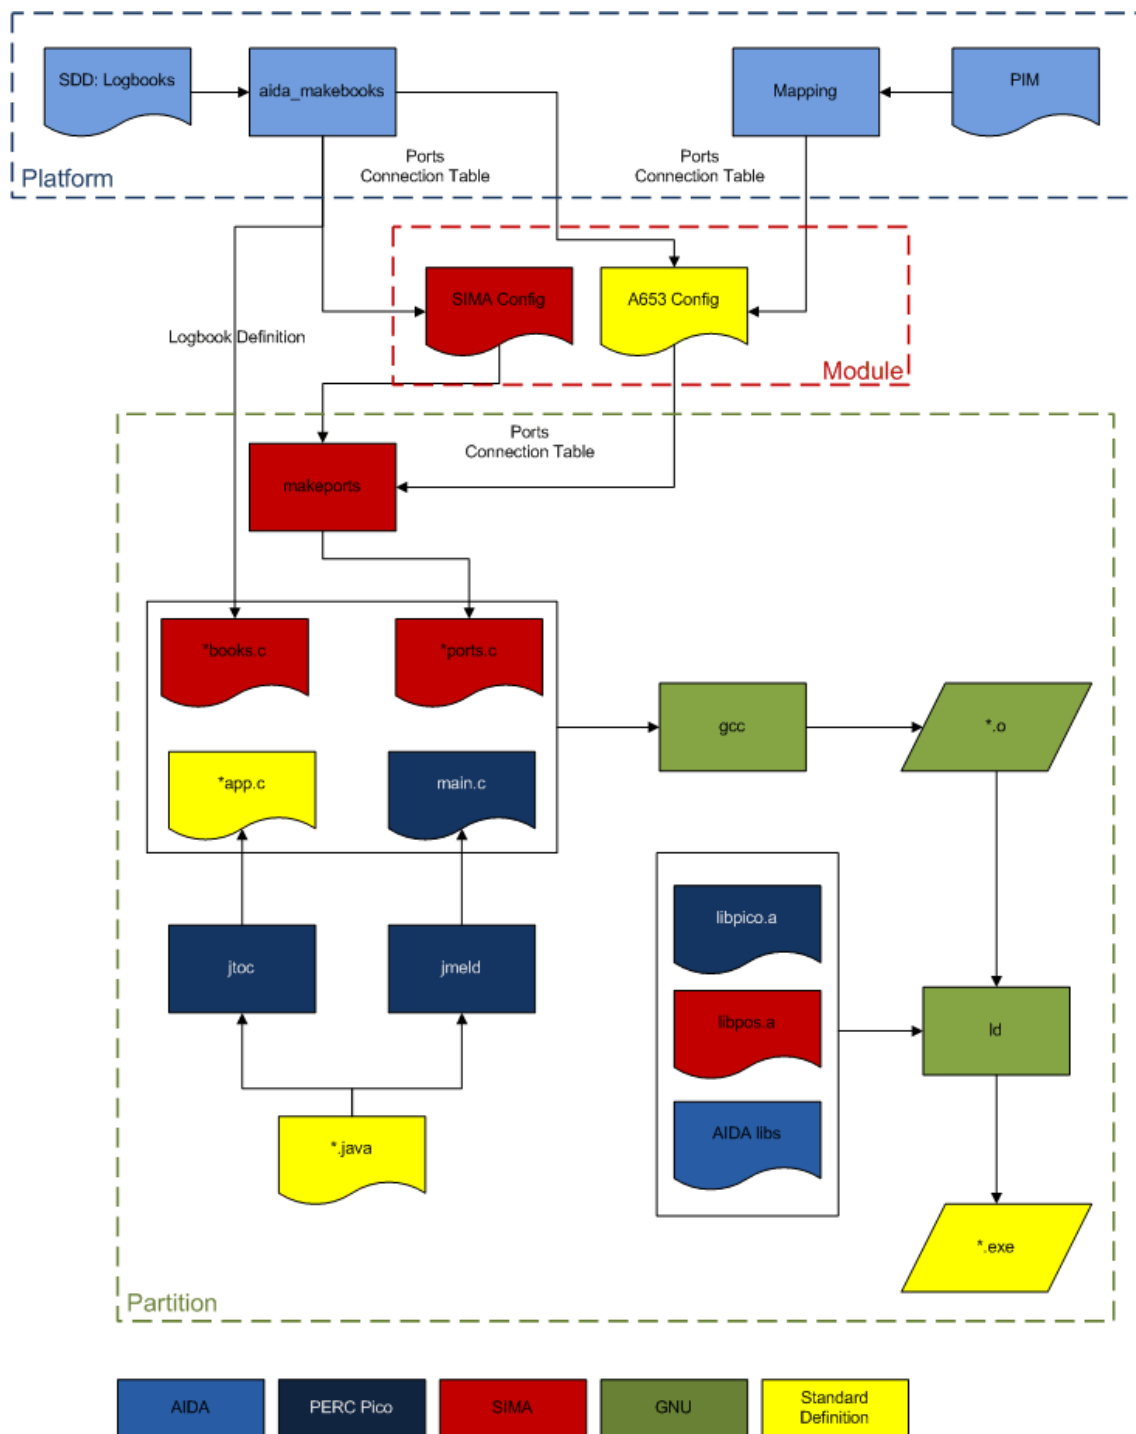 SDD: Logbooks
aida_makebooks
Mapping
PIM
Ports
Connection Table
Ports
Connection Table
Platform
SIMA Config
A653 Config
Logbook Definition
Module
Ports
Connection Table
makeports
*books.c
*ports.c
gcc
*.o
*app.c
main.c
libpico.a
jtoc
jmeld
libpos.a
ld
AIDA libs
*.java
*.exe
Partition
AIDA
PERC Pico
SIMA
GNU
Standard
Definition